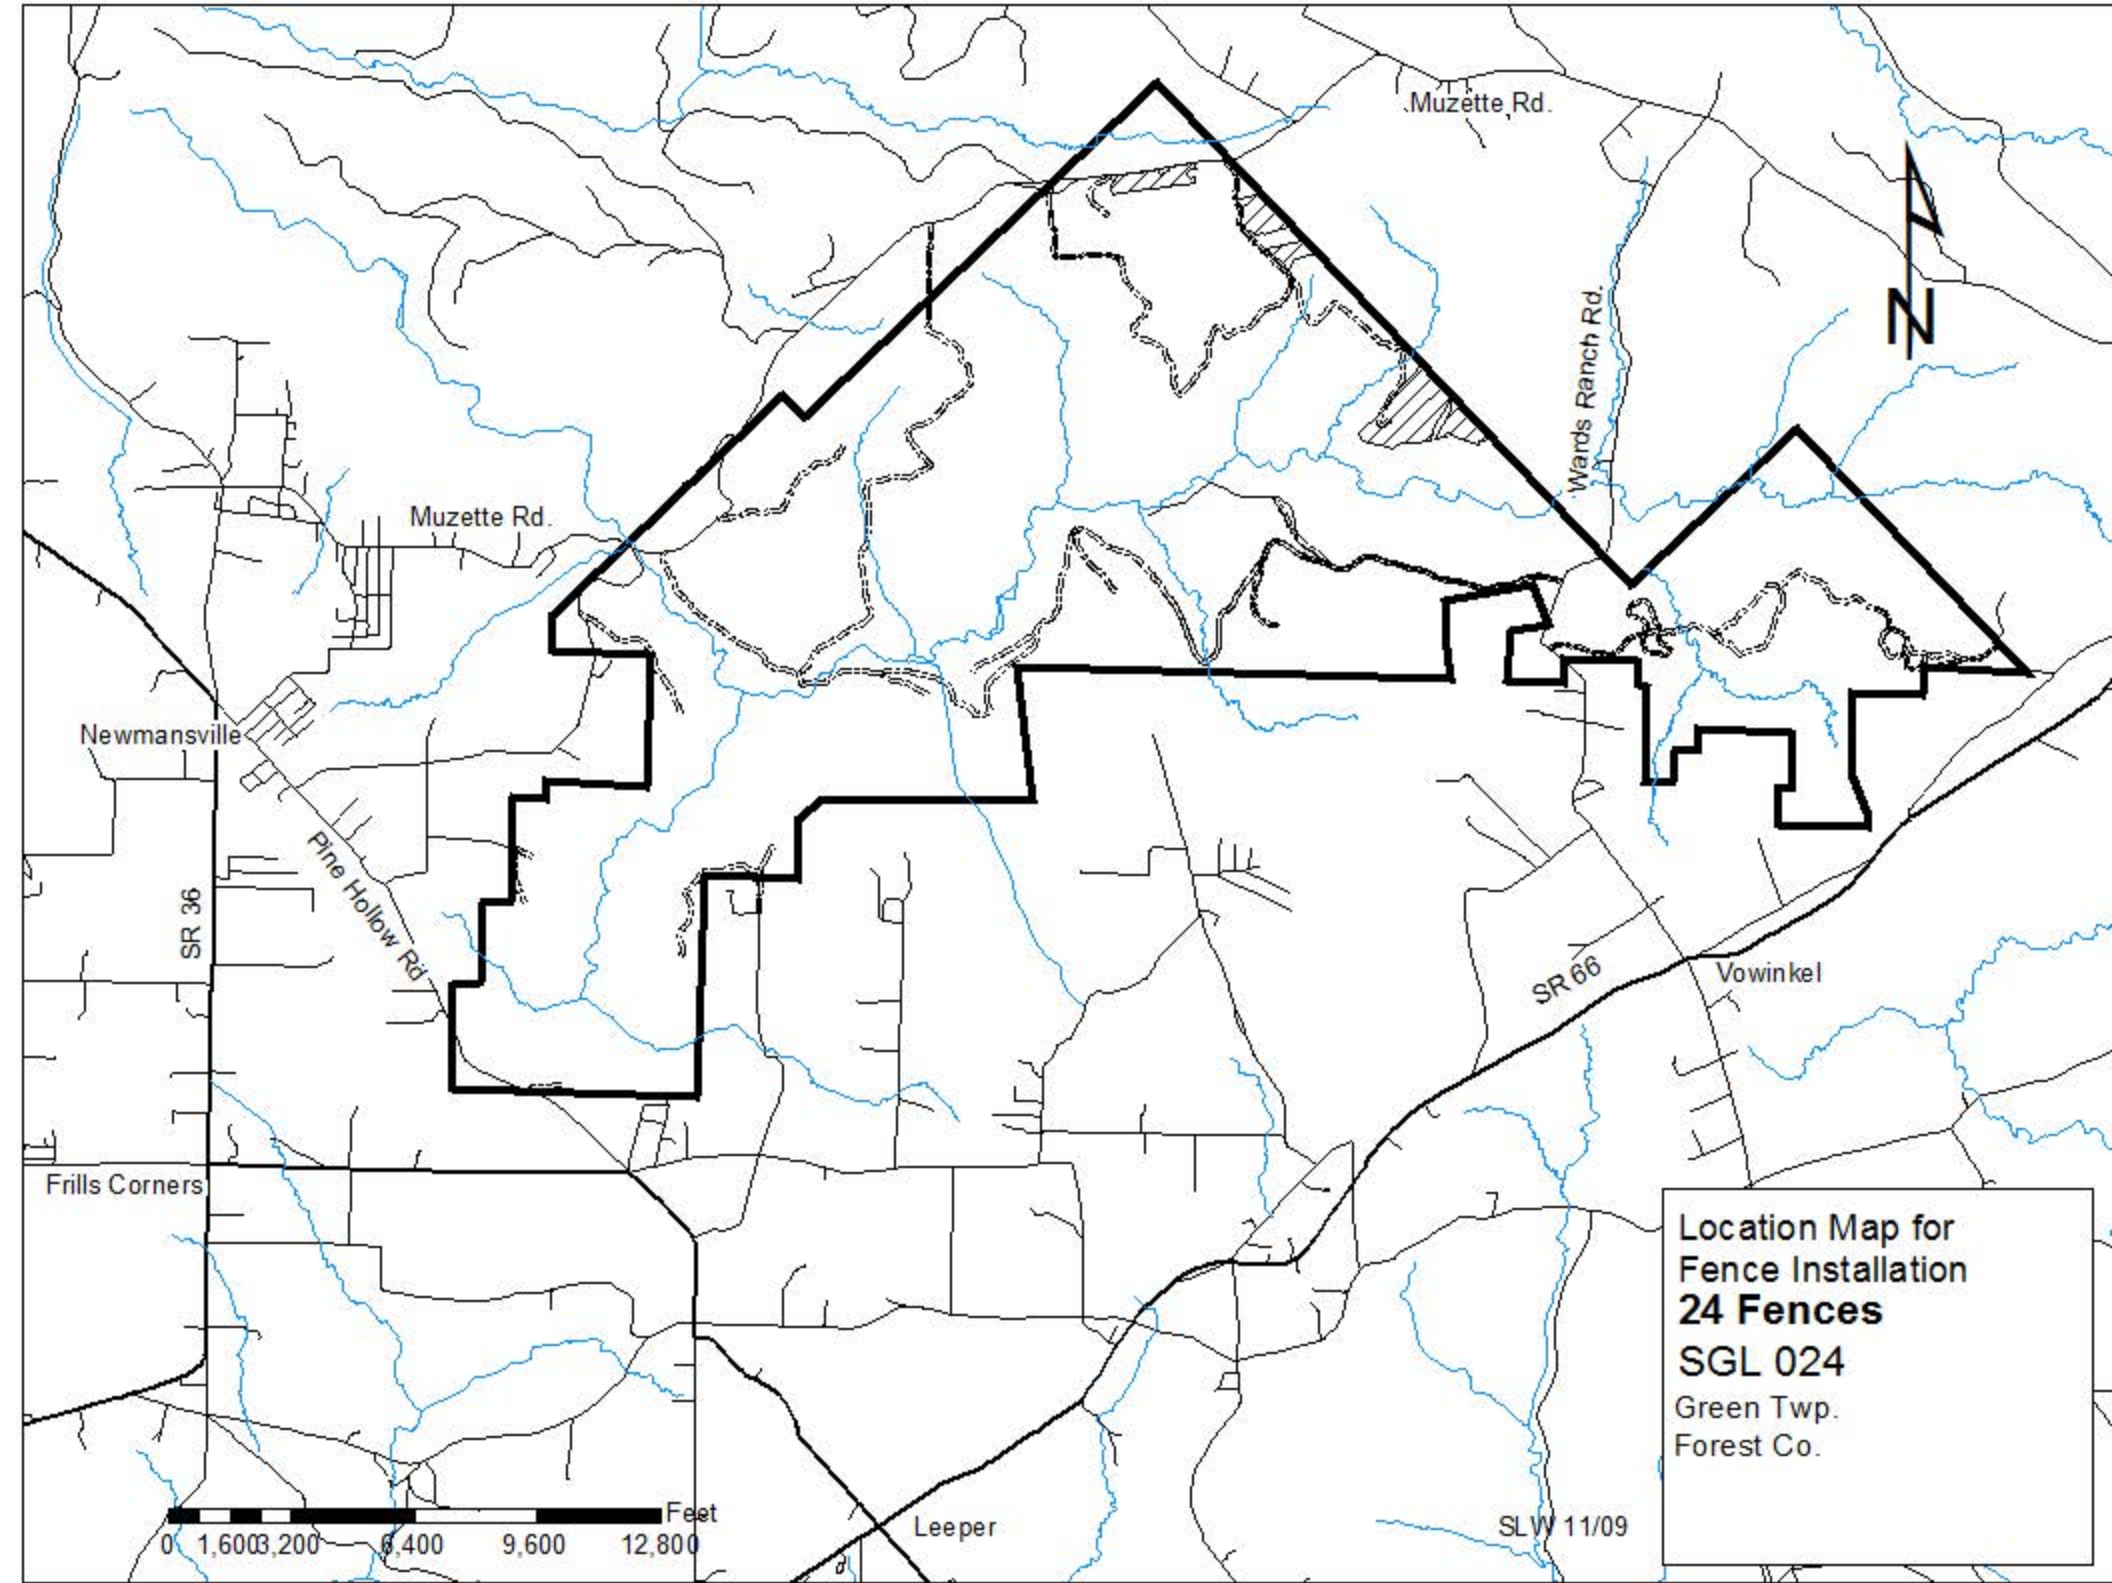 Muzette Rd.
Wards Ranch Rd.
N
Muzette Rd.
Newmansville
Pine Hollow Rd
SR 36
SR 66
Vowinkel
Frills Corners
Location Map for
Fence Installation
24 Fences
SGL 024
Green Twp.
Forest Co.
Feet
0 1,600 3,200 6,400 9,600 12,800
Leeper
SLW 11/09